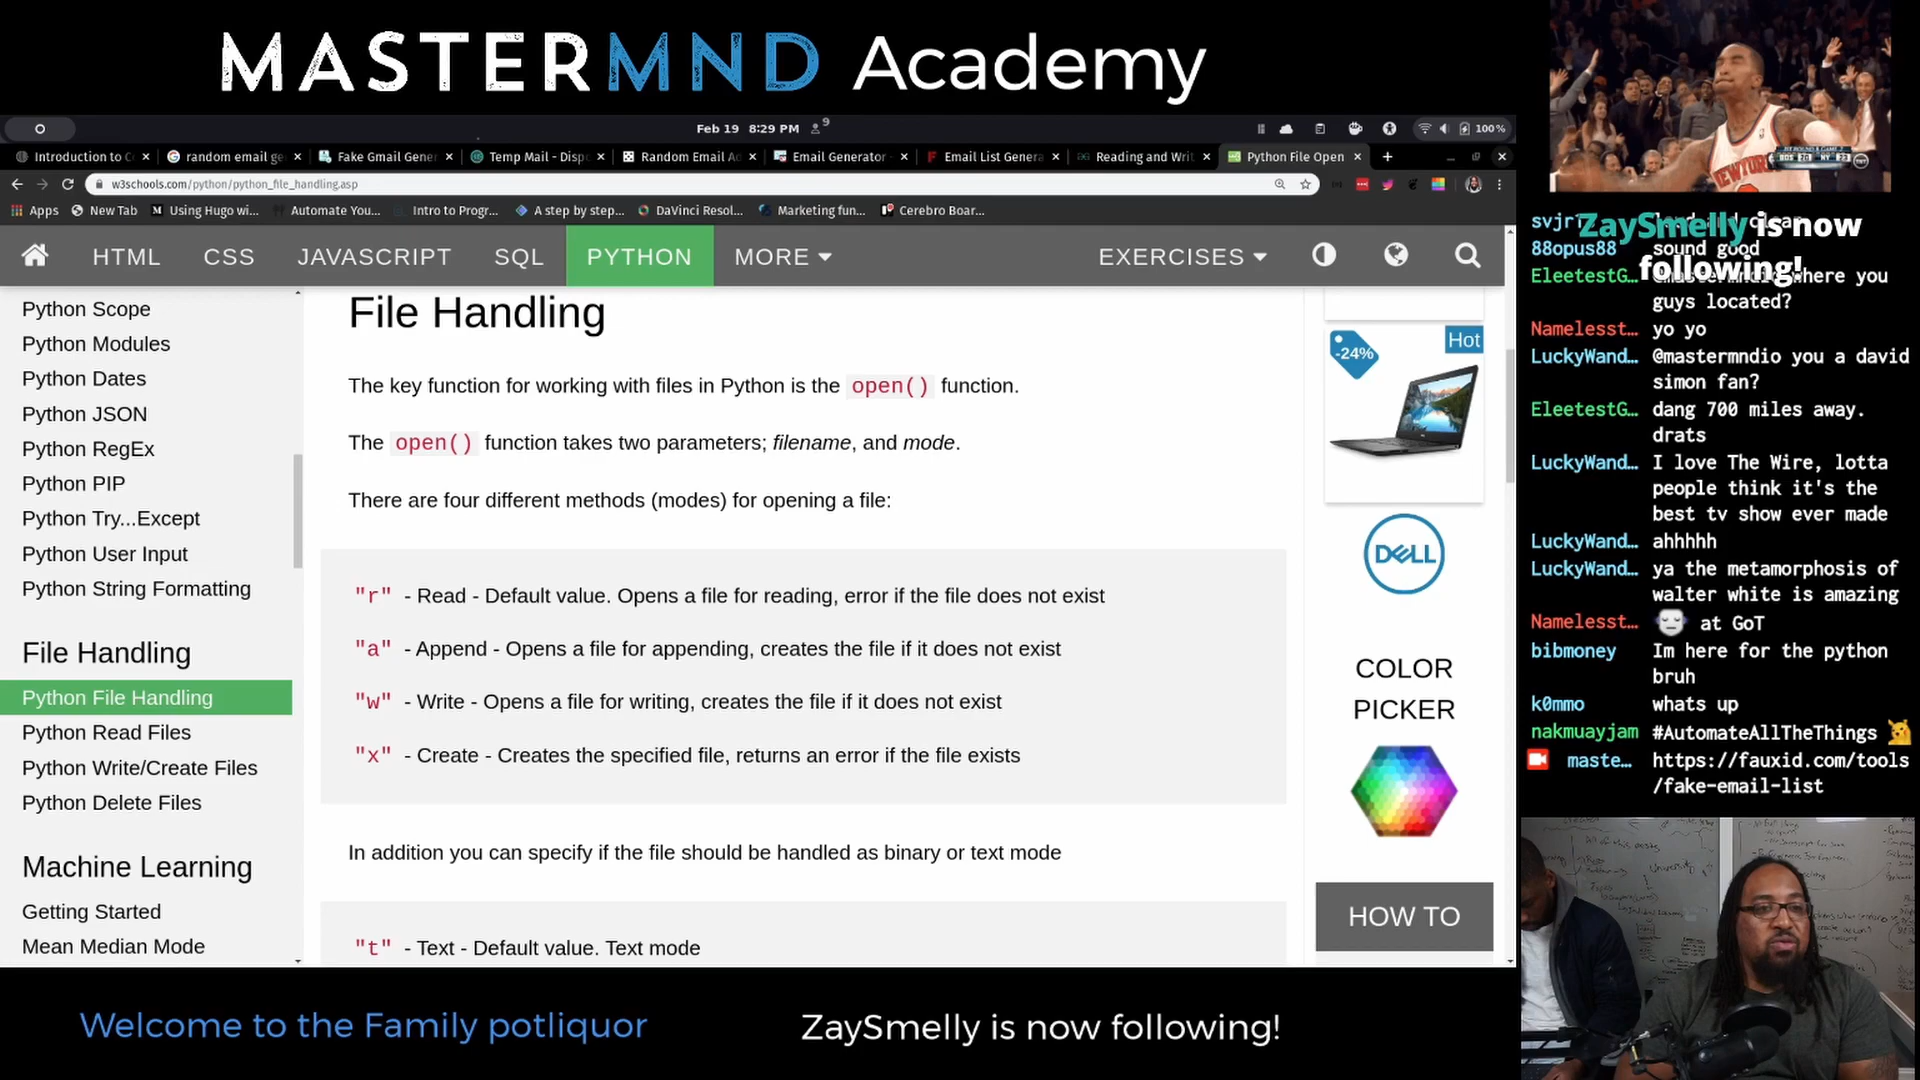 MASTERMND Academy
Feb 19 8:29 PM
9
100%
Introduction to C
random email ge
Fake Gmail Gener
Temp Mail - Disp
Random Email Ad
Email Generator
Email List Genera
Reading and Writ
Python File Open
w3schools.com/python/python_file_handling.asp
Apps
New Tab
Using Hugo wi...
Automate You...
Intro to Progr...
A step by step...
DaVinci Resol...
Marketing fun...
Cerebro Boar...
HTML
CSS
JAVASCRIPT
SQL
PYTHON
MORE
EXERCISES
Python Scope
Python Modules
Python Dates
Python JSON
Python RegEx
Python PIP
Python Try...Except
Python User Input
Python String Formatting
File Handling
Python File Handling
Python Read Files
Python Write/Create Files
Python Delete Files
Machine Learning
Getting Started
Mean Median Mode
File Handling
The key function for working with files in Python is the open() function.
The open() function takes two parameters; filename, and mode.
There are four different methods (modes) for opening a file:
"r" - Read - Default value. Opens a file for reading, error if the file does not exist
"a" - Append - Opens a file for appending, creates the file if it does not exist
"w" - Write - Opens a file for writing, creates the file if it does not exist
"x" - Create - Creates the specified file, returns an error if the file exists
In addition you can specify if the file should be handled as binary or text mode
"t" - Text - Default value. Text mode
-24%
Hot
DELL
COLOR
PICKER
HOW TO
NEW YORK
ZaySmelly is now
following!
88opus88 sound good
EleetestG... where you
guys located?
Namelesst... yo yo
LuckyWand... @mastermndio you a david
simon fan?
EleetestG... dang 700 miles away.
drats
LuckyWand... I love The Wire, lotta
people think it's the
best tv show ever made
LuckyWand... ahhhhh
LuckyWand... ya the metamorphosis of
walter white is amazing
Namelesst... at GoT
bibmoney Im here for the python
bruh
k0mmo whats up
nakmuayjam #AutomateAllTheThings
maste... https://fauxid.com/tools
/fake-email-list
Welcome to the Family potliquor
ZaySmelly is now following!